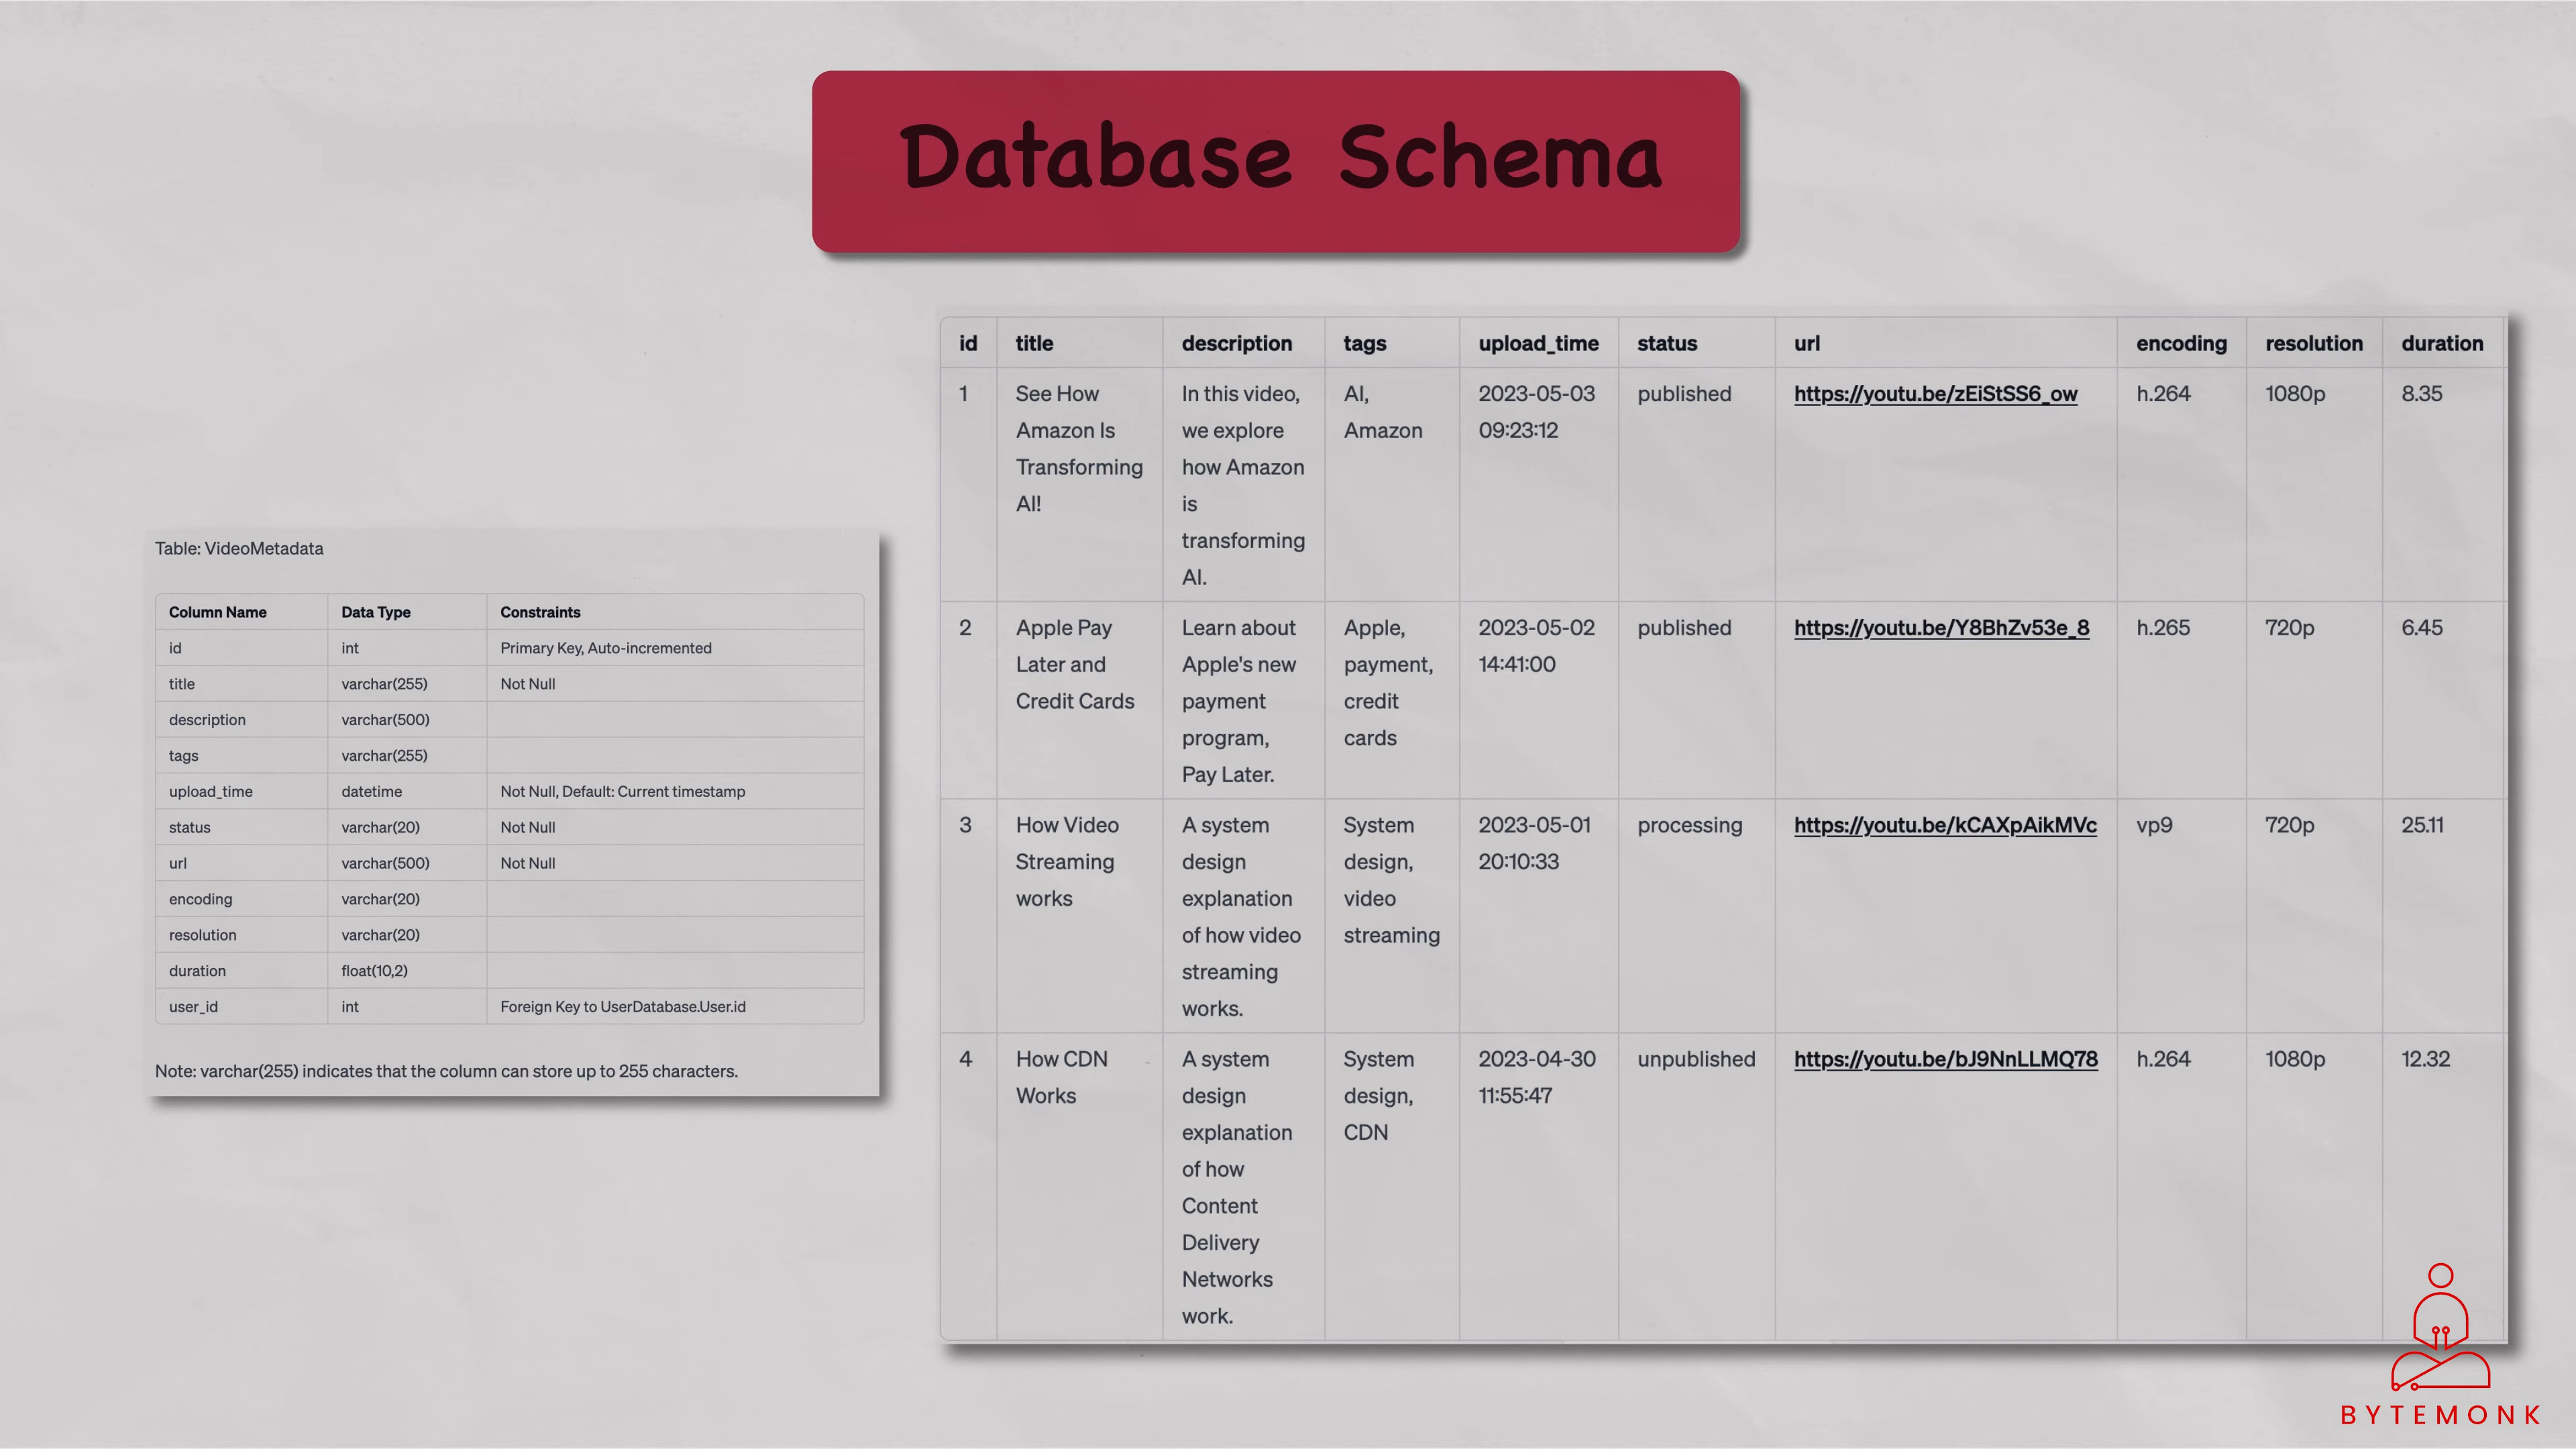 Database Schema
Table: VideoMetadata
Column Name Data Type Constraints
id int Primary Key, Auto-incremented
title varchar(255) Not Null
description varchar(500)
tags varchar(255)
upload_time datetime Not Null, Default: Current timestamp
status varchar(20) Not Null
url varchar(500) Not Null
encoding varchar(20)
resolution varchar(20)
duration float(10,2)
user_id int Foreign Key to UserDatabase.User.id
Note: varchar(255) indicates that the column can store up to 255 characters.
id title description tags upload_time status url encoding resolution duration
1 See How In this video, AI, 2023-05-03 published https://youtu.be/zEiStSS6_ow h.264 1080p 8.35
Amazon Is we explore Amazon 09:23:12
Transforming how Amazon
AI! is
transforming
AI.
2 Apple Pay Learn about Apple, 2023-05-02 published https://youtu.be/Y8BhZv53e_8 h.265 720p 6.45
Later and Apple's new payment, 14:41:00
Credit Cards payment credit
program, cards
Pay Later.
3 How Video A system System 2023-05-01 processing https://youtu.be/kCAXpAikMVc vp9 720p 25.11
Streaming design design, 20:10:33
works explanation video
of how video streaming
streaming
works.
4 How CDN A system System 2023-04-30 unpublished https://youtu.be/bJ9NnLLMQ78 h.264 1080p 12.32
Works design design, 11:55:47
explanation CDN
of how
Content
Delivery
Networks
work.
BYTEMONK